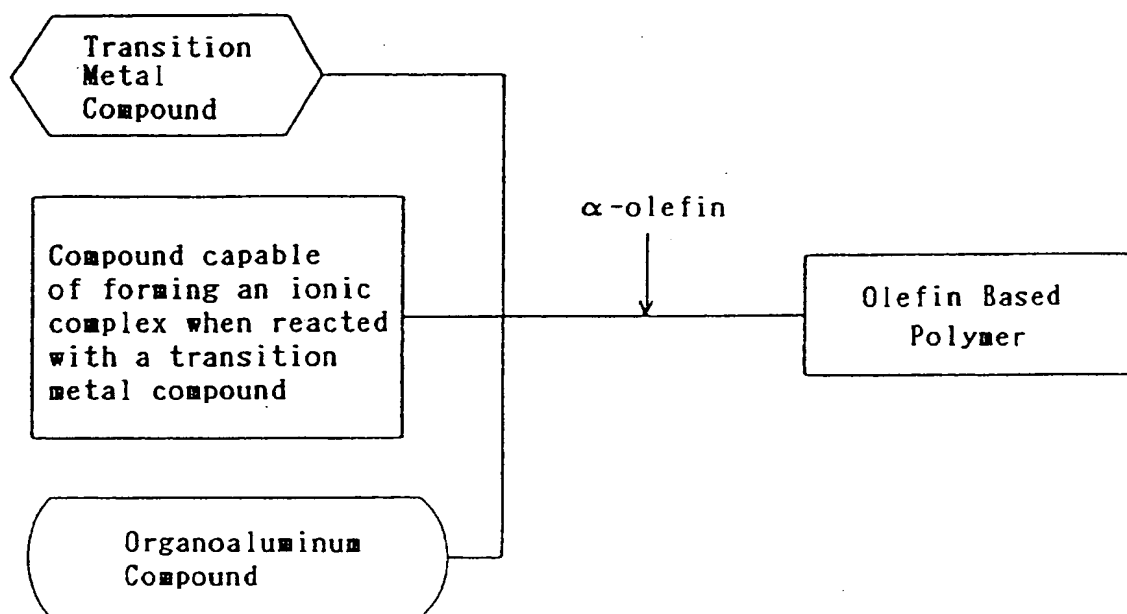 Transition
Metal
Compound
Compound capable
of forming an ionic
complex when reacted
with a transition
metal compound
α-olefin
Olefin Based
Polymer
Organoaluminum
Compound